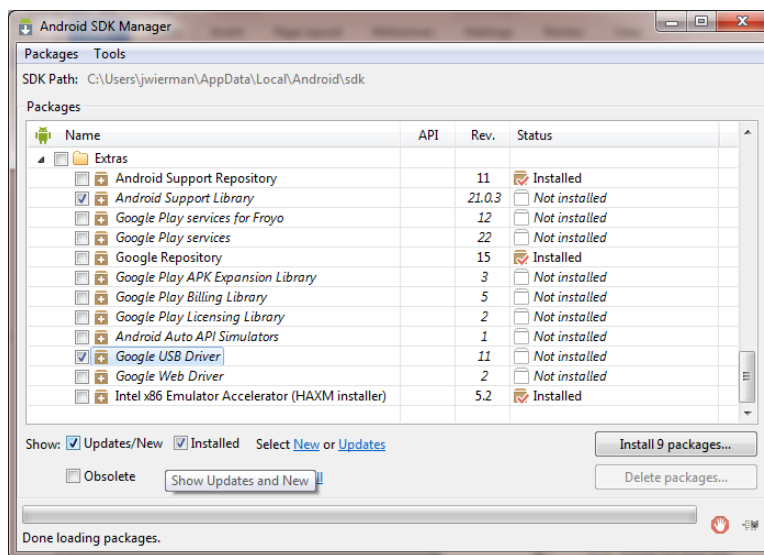 Android SDK Manager
Packages Tools
SDK Path: C:\Users\jwierman\AppData\Local\Android\sdk
Packages
Name API Rev. Status
Extras
Android Support Repository 11 Installed
Android Support Library 21.0.3 Not installed
Google Play services for Froyo 12 Not installed
Google Play services 22 Not installed
Google Repository 15 Installed
Google Play APK Expansion Library 3 Not installed
Google Play Billing Library 5 Not installed
Google Play Licensing Library 2 Not installed
Android Auto API Simulators 1 Not installed
Google USB Driver 11 Not installed
Google Web Driver 2 Not installed
Intel x86 Emulator Accelerator (HAXM installer) 5.2 Installed
Show: Updates/New Installed Select New or Updates Install 9 packages...
Obsolete Show Updates and New Delete packages...
Done loading packages.